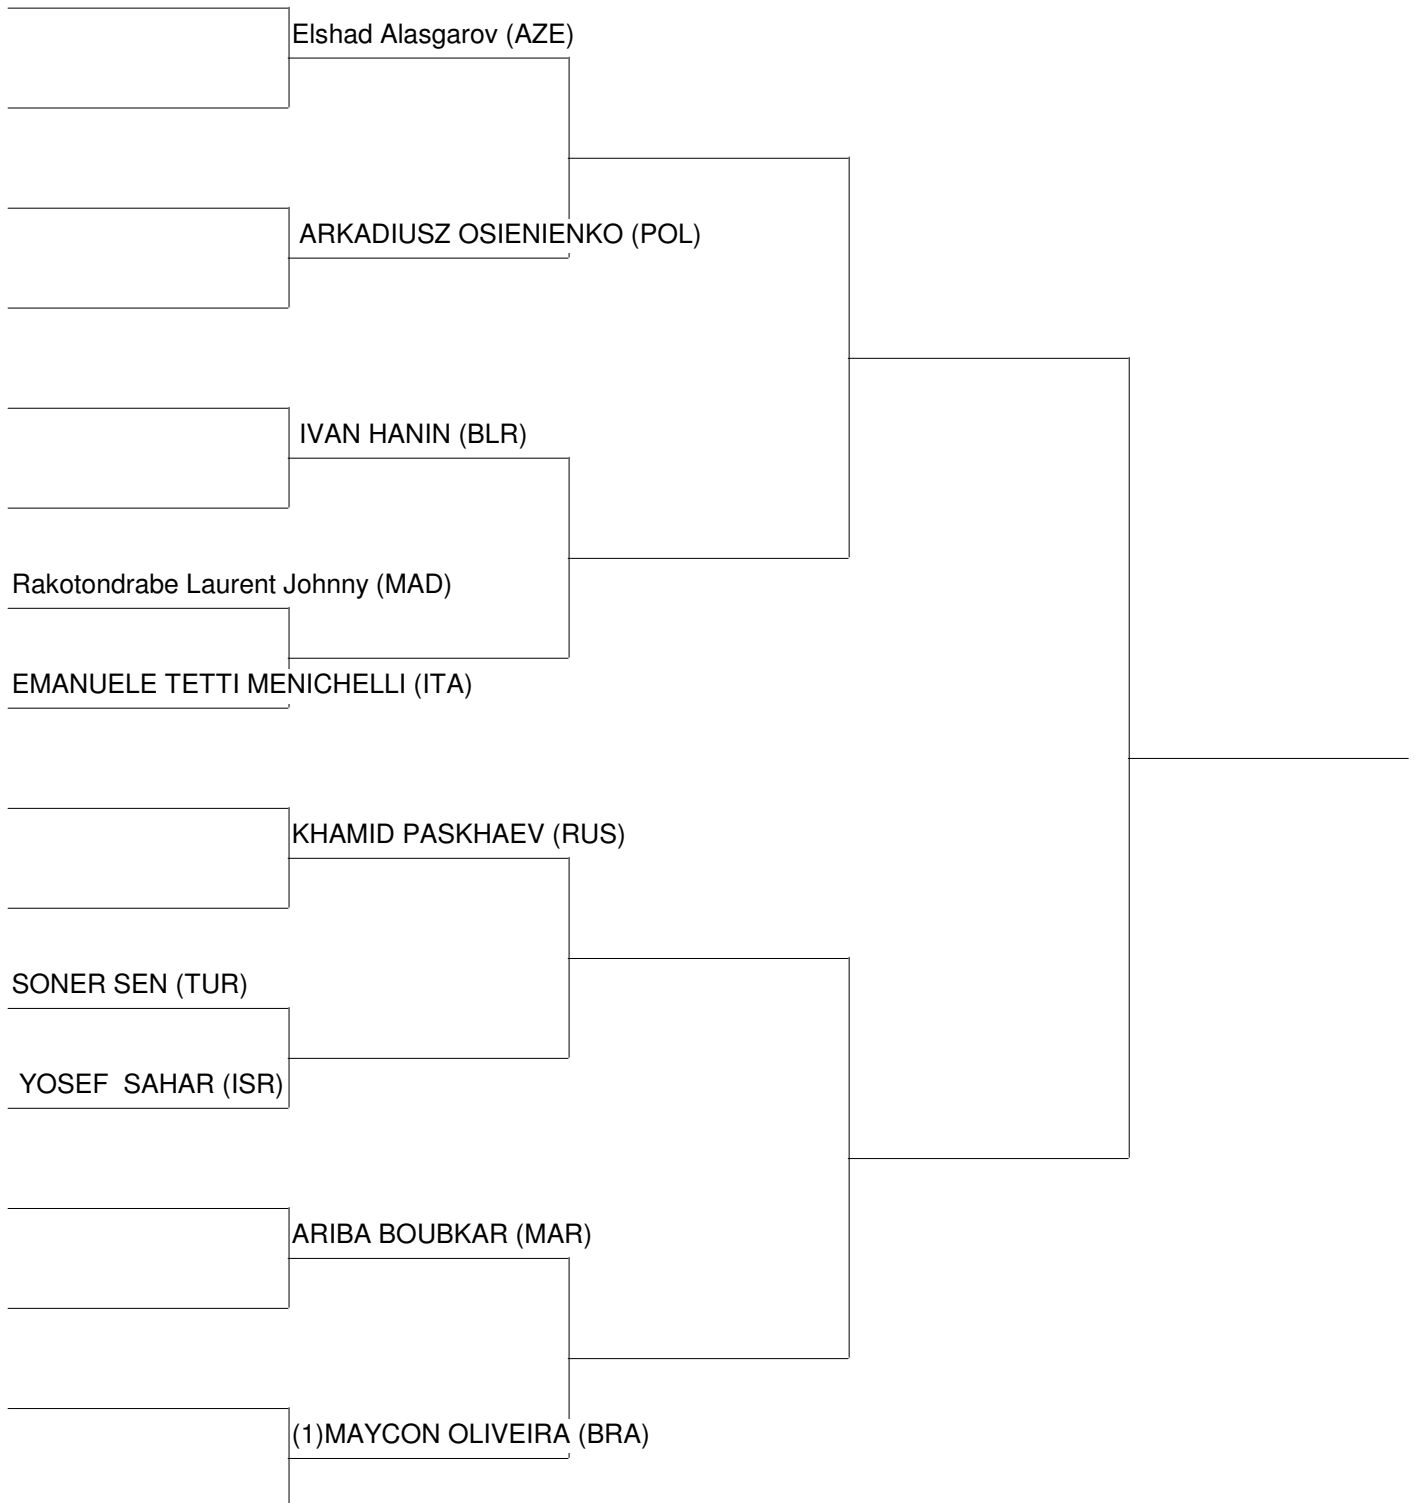 Elshad Alasgarov (AZE)
ARKADIUSZ OSIENIENKO (POL)
IVAN HANIN (BLR)
Rakotondrabe Laurent Johnny (MAD)
EMANUELE TETTI MENICHELLI (ITA)
KHAMID PASKHAEV (RUS)
SONER SEN (TUR)
YOSEF  SAHAR (ISR)
ARIBA BOUBKAR (MAR)
(1)MAYCON OLIVEIRA (BRA)